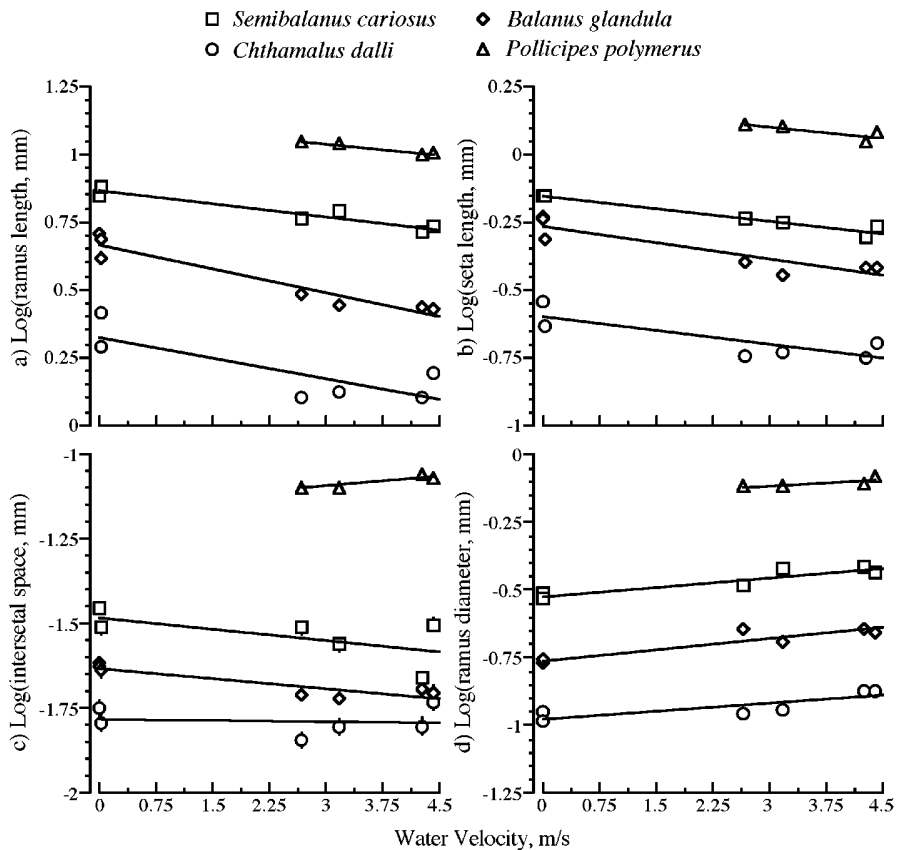 Semibalanus cariosus
Balanus glandula
Chthamalus dalli
Pollicipes polymerus
a) Log(ramus length, mm)
1.25
1
0.75
0.5
0.25
0
0 0.75 1.5 2.25 3 3.75 4.5
b) Log(seta length, mm)
0.25
0
-0.25
-0.5
-0.75
-1
0 0.75 1.5 2.25 3 3.75 4.5
c) Log(intersetal space, mm)
-1
-1.25
-1.5
-1.75
-2
0 0.75 1.5 2.25 3 3.75 4.5
d) Log(ramus diameter, mm)
0
-0.25
-0.5
-0.75
-1
-1.25
0 0.75 1.5 2.25 3 3.75 4.5
Water Velocity, m/s